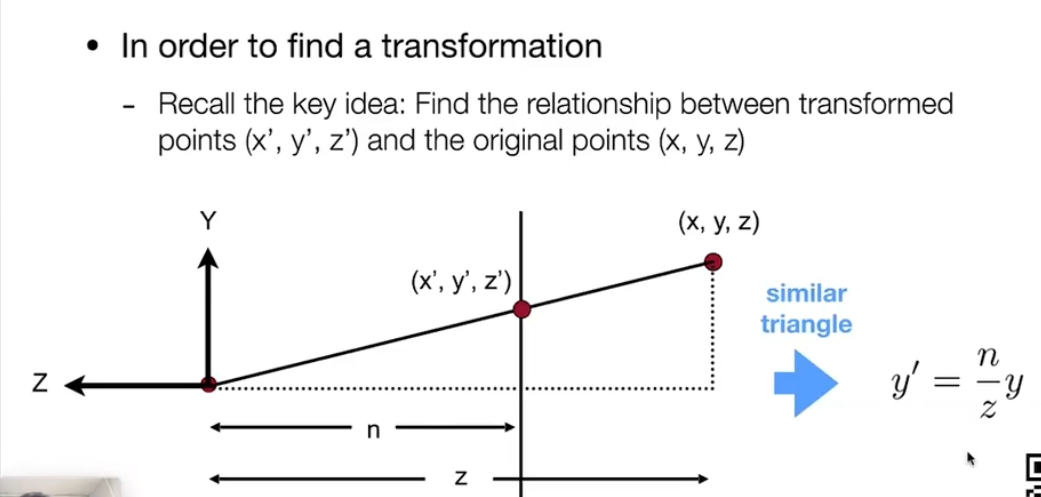 • In order to find a transformation
- Recall the key idea: Find the relationship between transformed
points (x’, y’, z’) and the original points (x, y, z)
Y
(x, y, z)
(x’, y’, z’)
similar
triangle
Z
y′ = n/z y
n
z